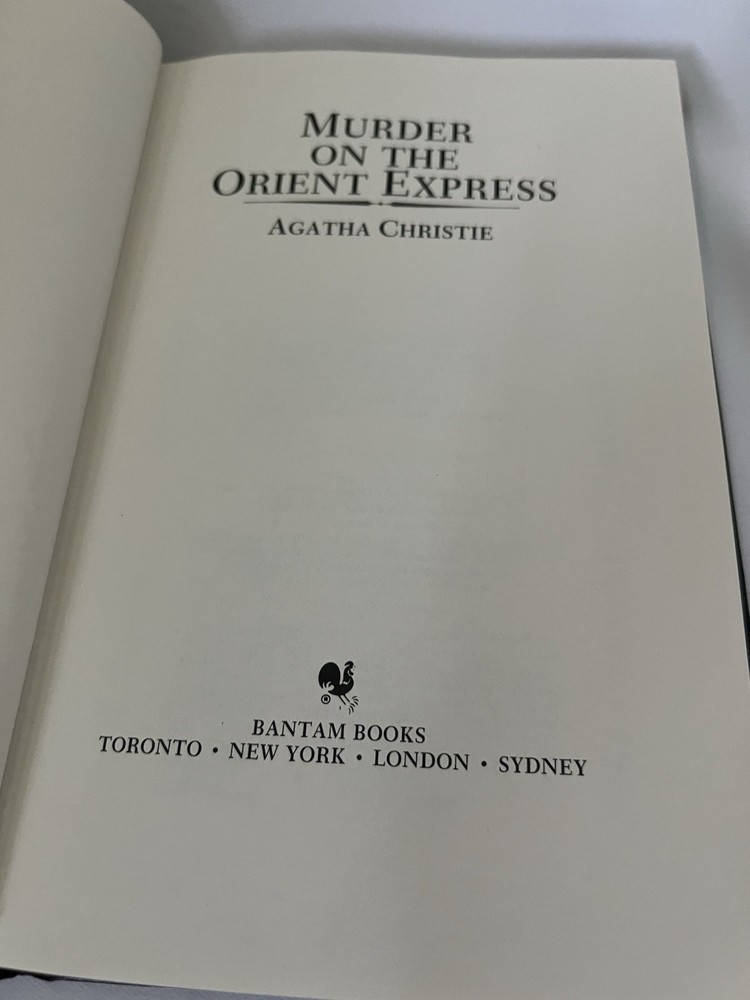 MURDER
ON THE
ORIENT EXPRESS
AGATHA CHRISTIE
BANTAM BOOKS
TORONTO • NEW YORK • LONDON • SYDNEY